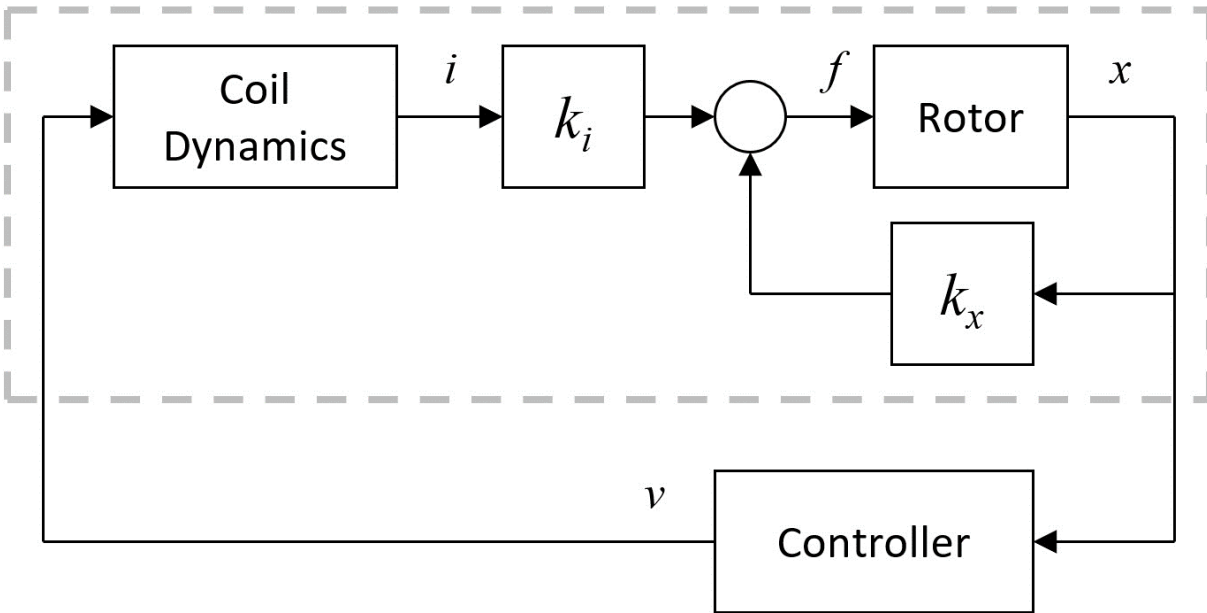 Coil
Dynamics
i
k_i
f
Rotor
x
k_x
v
Controller